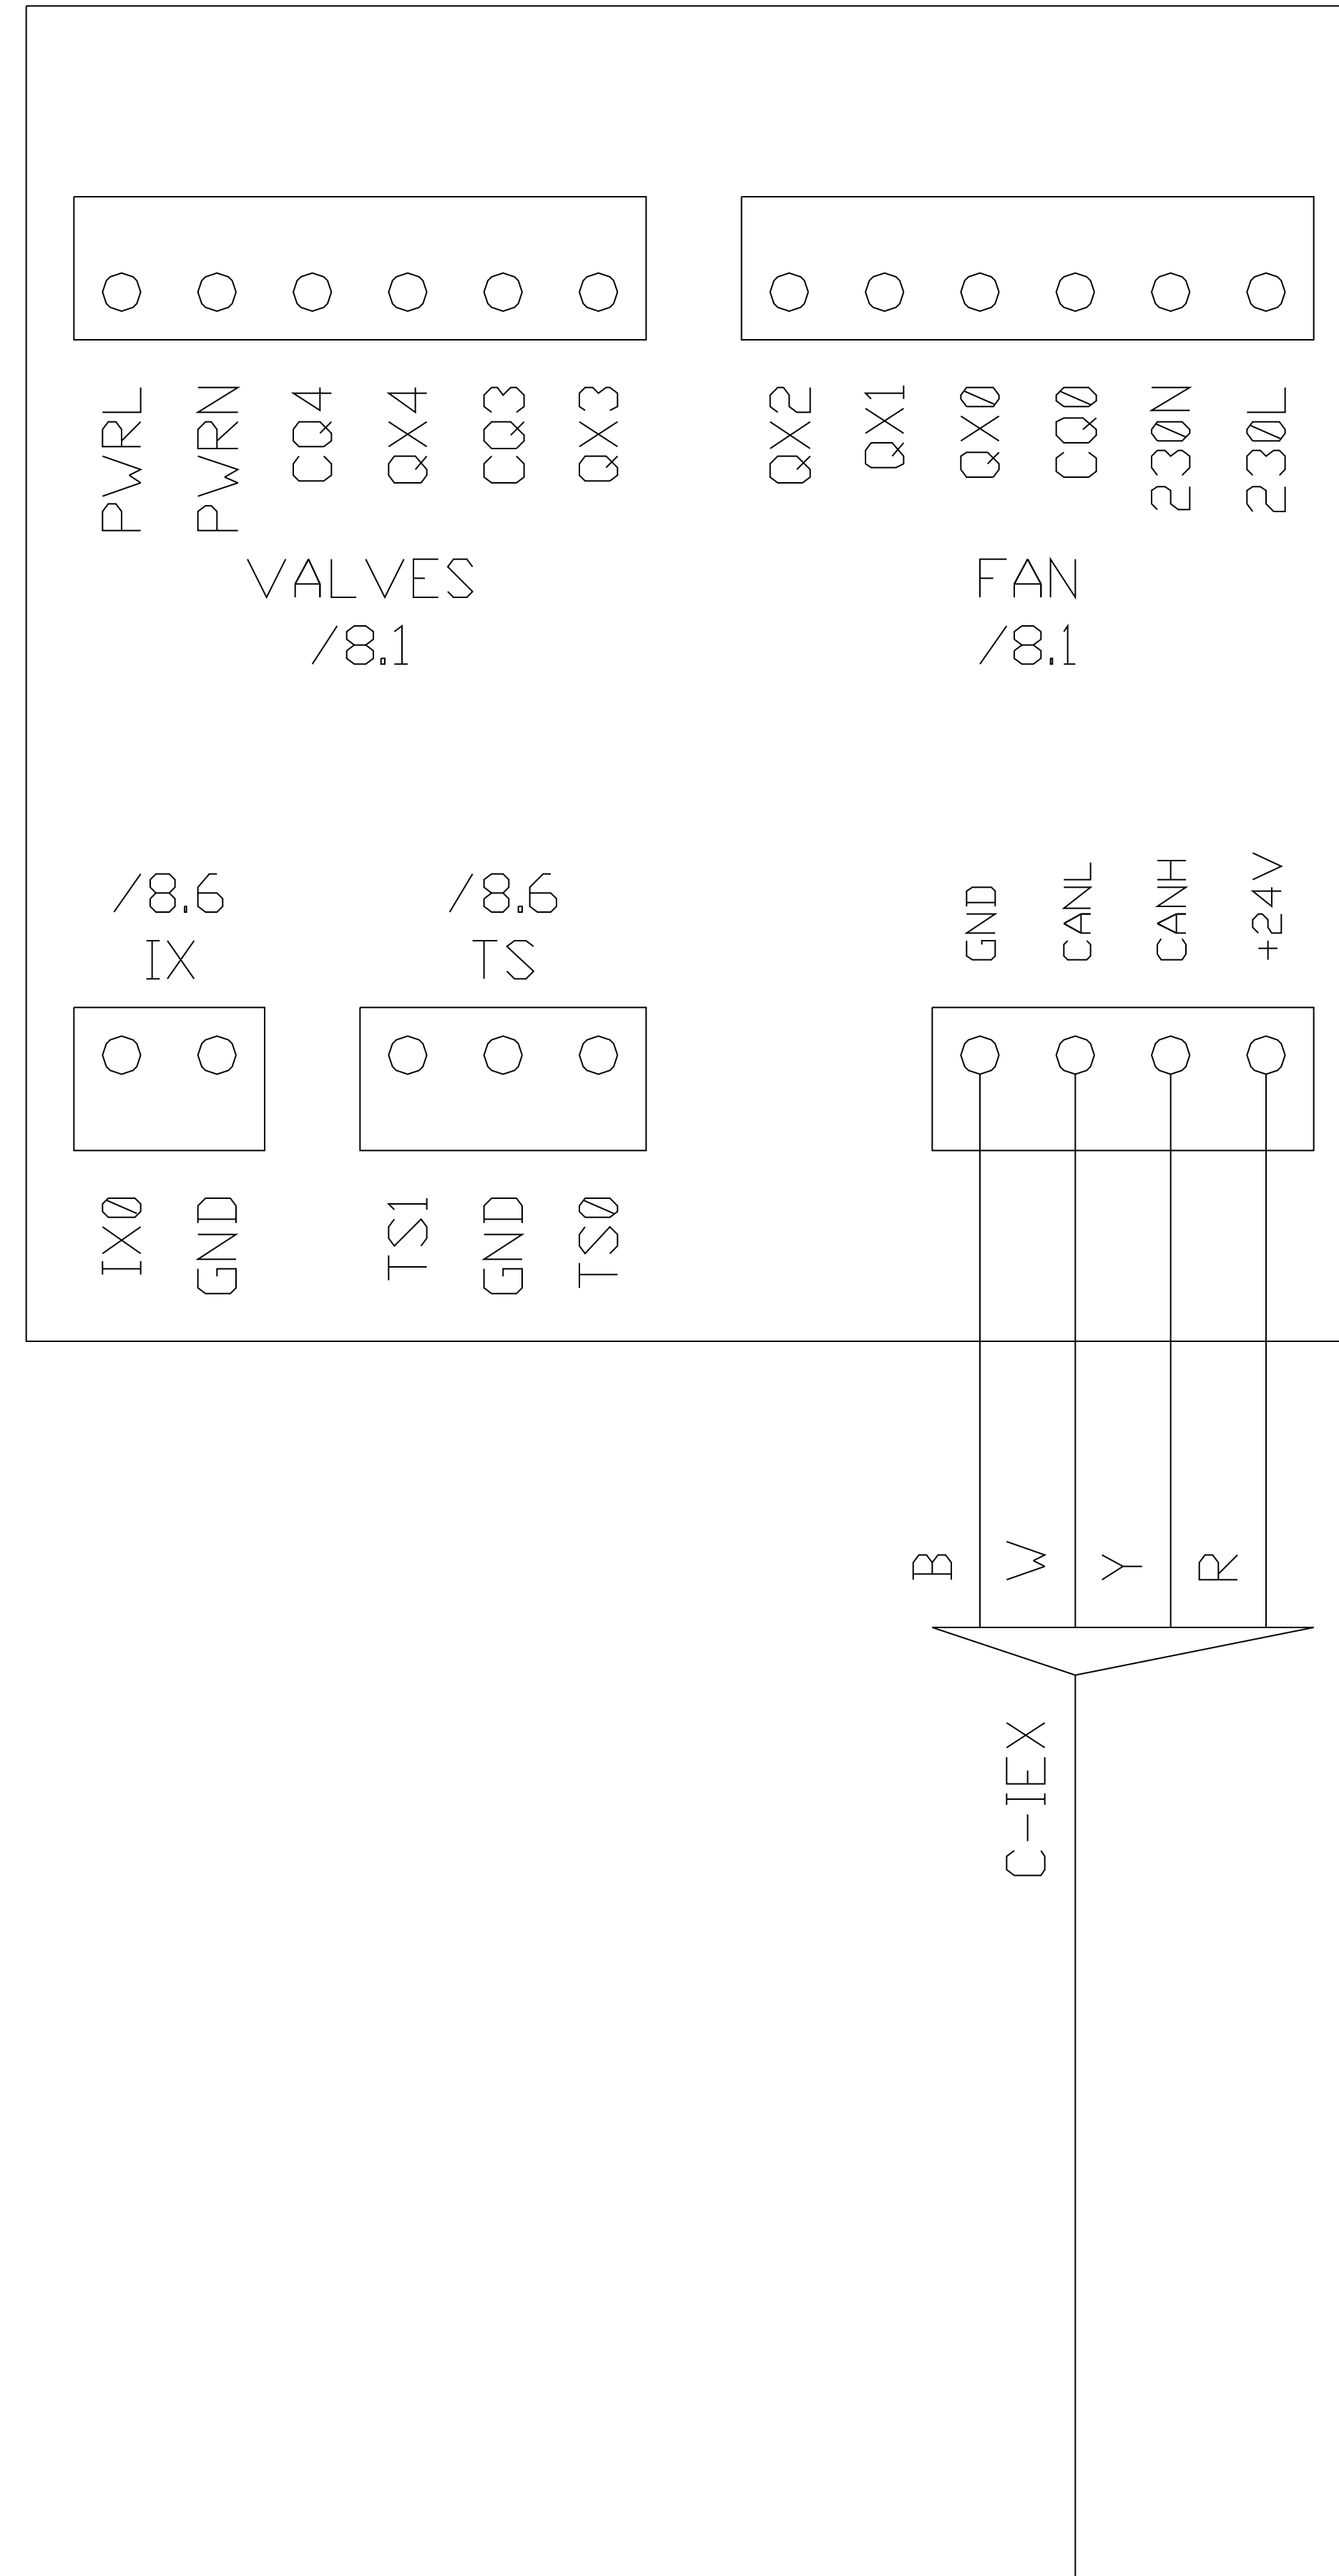 PWRL
PWRN
CQ4
QX4
CQ3
QX3
QX2
QX1
QX0
CQ0
230N
230L
VALVES
/8.1
FAN
/8.1
/8.6
IX
/8.6
TS
GND
CANL
CANH
+24V
IX0
GND
TS1
GND
TS0
B
W
Y
R
C-IEX